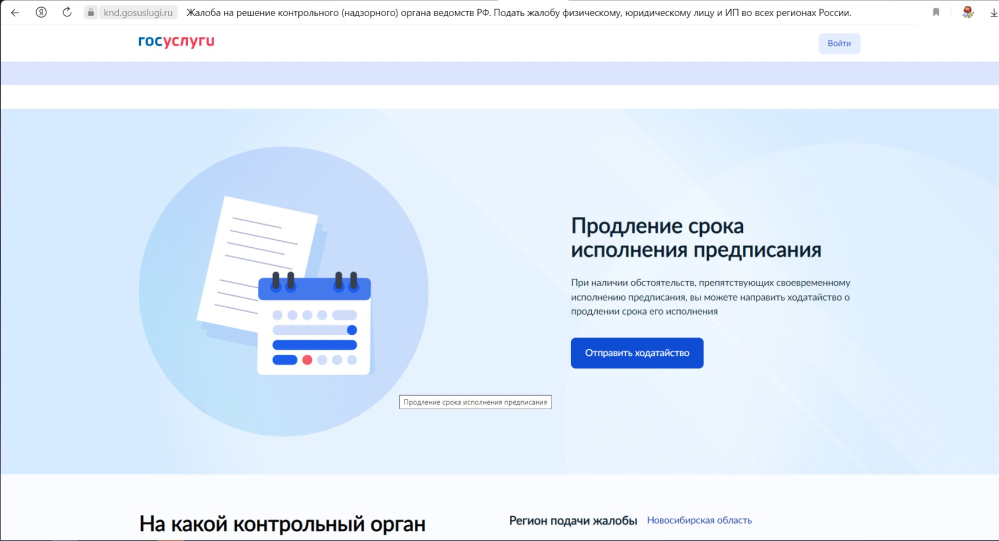 knd.gosuslugi.ru Жалоба на решение контрольного (надзорного) органа ведомств РФ. Подать жалобу физическому, юридическому лицу и ИП во всех регионах России.
госуслуги
Войти
Продление срока
исполнения предписания
При наличии обстоятельств, препятствующих своевременному
исполнению предписания, вы можете направить ходатайство о
продлении срока его исполнения
Отправить ходатайство
Продление срока исполнения предписания
На какой контрольный орган
Регион подачи жалобы Новосибирская область